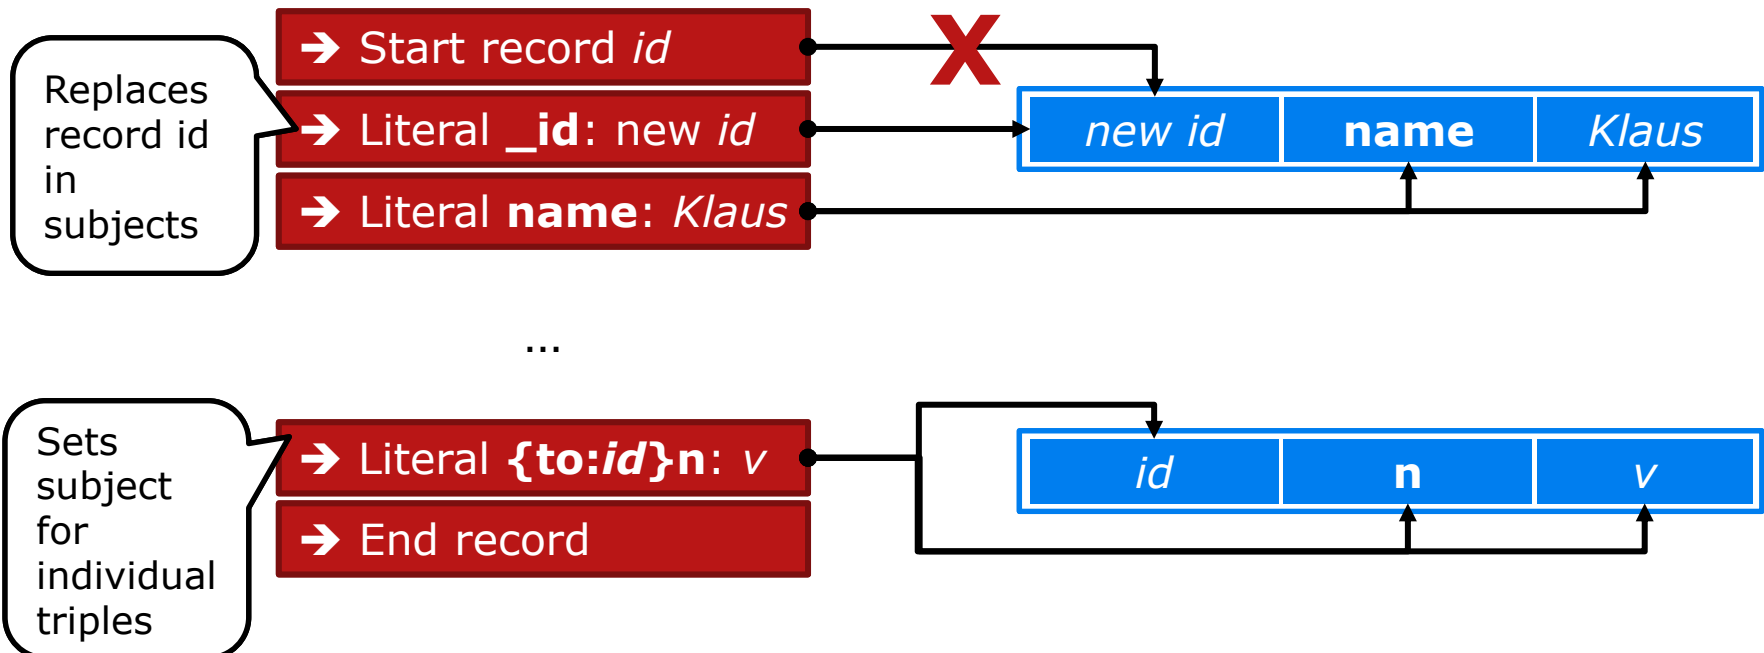 Replaces
record id
in
subjects
➔ Start record id
X
➔ Literal _id: new id
➔ Literal name: Klaus
new id name Klaus
...
Sets
subject
for
individual
triples
➔ Literal {to:id}n: v
➔ End record
id n v